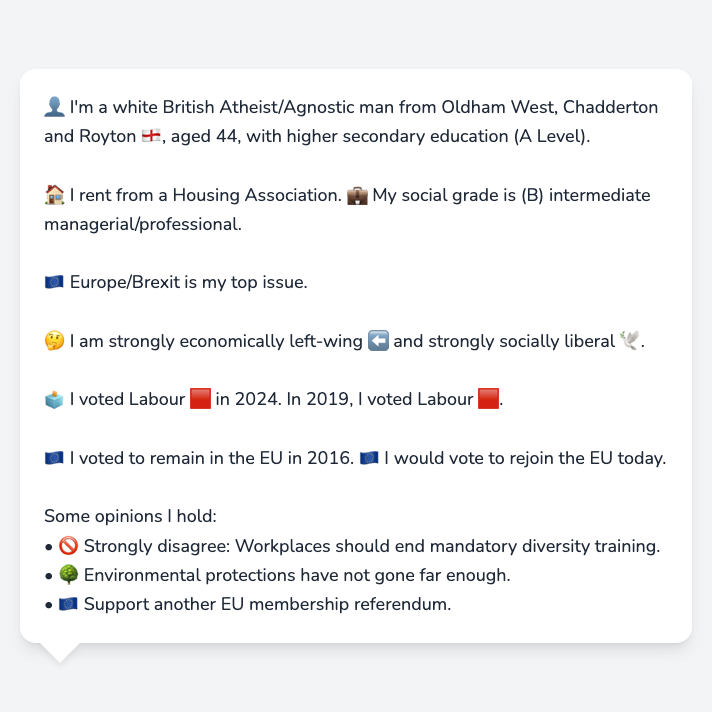 👤 I'm a white British Atheist/Agnostic man from Oldham West, Chadderton
and Royton 🏴󠁧󠁢󠁥󠁮󠁧󠁿, aged 44, with higher secondary education (A Level).
🏠 I rent from a Housing Association. 💼 My social grade is (B) intermediate
managerial/professional.
🇪🇺 Europe/Brexit is my top issue.
🤔 I am strongly economically left-wing ⬅️ and strongly socially liberal 🕊️.
🗳️ I voted Labour 🟥 in 2024. In 2019, I voted Labour 🟥.
🇪🇺 I voted to remain in the EU in 2016. 🇪🇺 I would vote to rejoin the EU today.
Some opinions I hold:
• 🚫 Strongly disagree: Workplaces should end mandatory diversity training.
• 🌳 Environmental protections have not gone far enough.
• 🇪🇺 Support another EU membership referendum.